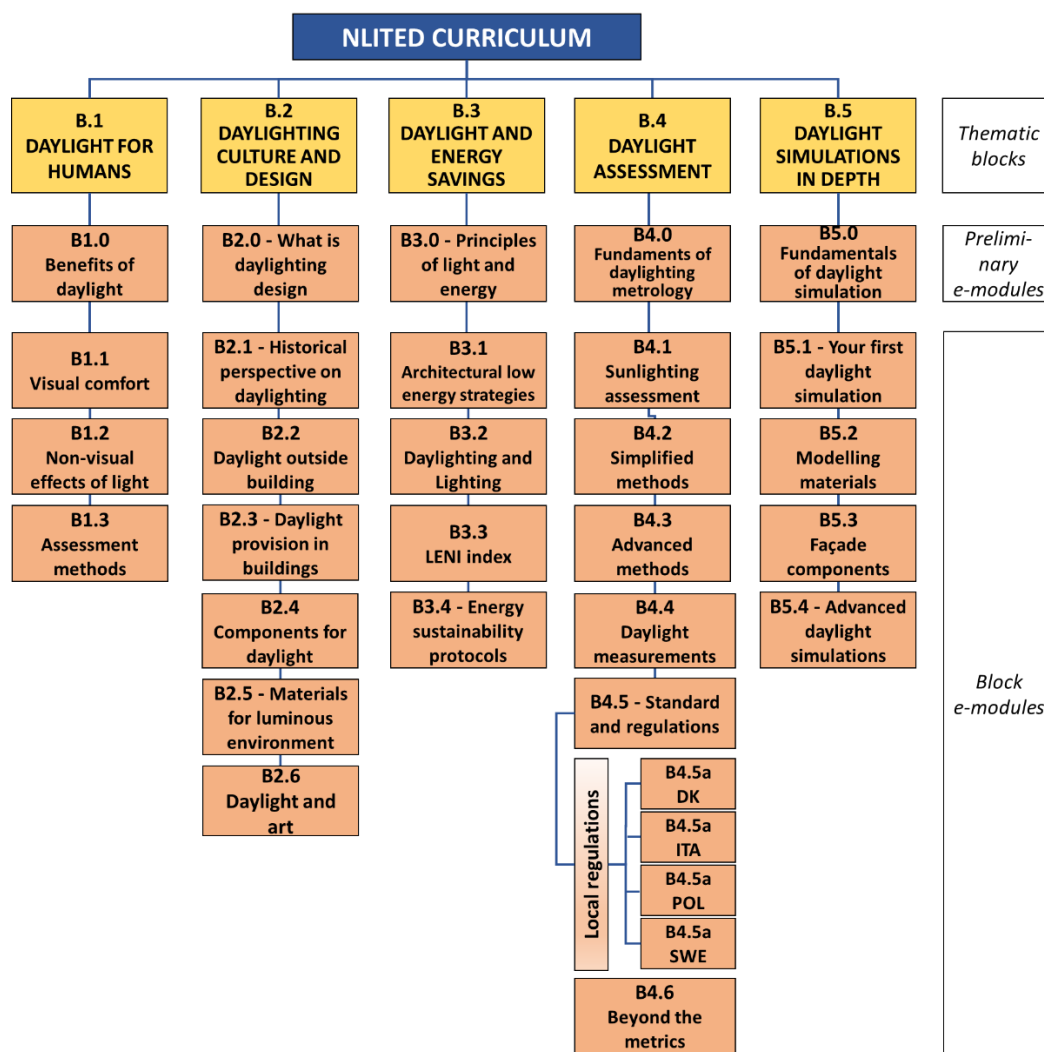 NLITED CURRICULUM
B.1
DAYLIGHT FOR
HUMANS
B.2
DAYLIGHTING
CULTURE AND
DESIGN
B.3
DAYLIGHT AND
ENERGY
SAVINGS
B.4
DAYLIGHT
ASSESSMENT
B.5
DAYLIGHT
SIMULATIONS
IN DEPTH
Thematic
blocks
B1.0
Benefits of
daylight
B2.0 - What is
daylighting
design
B3.0 - Principles
of light and
energy
B4.0
Fundaments of
daylighting
metrology
B5.0
Fundamentals
of daylight
simulation
Prelimi-
nary
e-modules
B1.1
Visual comfort
B1.2
Non-visual
effects of light
B1.3
Assessment
methods
B2.1 - Historical
perspective on
daylighting
B2.2
Daylight outside
building
B2.3 - Daylight
provision in
buildings
B2.4
Components for
daylight
B2.5 - Materials
for luminous
environment
B2.6
Daylight and
art
B3.1
Architectural low
energy strategies
B3.2
Daylighting and
Lighting
B3.3
LENI index
B3.4 - Energy
sustainability
protocols
B4.1
Sunlighting
assessment
B4.2
Simplified
methods
B4.3
Advanced
methods
B4.4
Daylight
measurements
B4.5 - Standard
and regulations
Local regulations
B4.5a
DK
B4.5a
ITA
B4.5a
POL
B4.5a
SWE
B4.6
Beyond the
metrics
B5.1 - Your first
daylight
simulation
B5.2
Modelling
materials
B5.3
Façade
components
B5.4 - Advanced
daylight
simulations
Block
e-modules